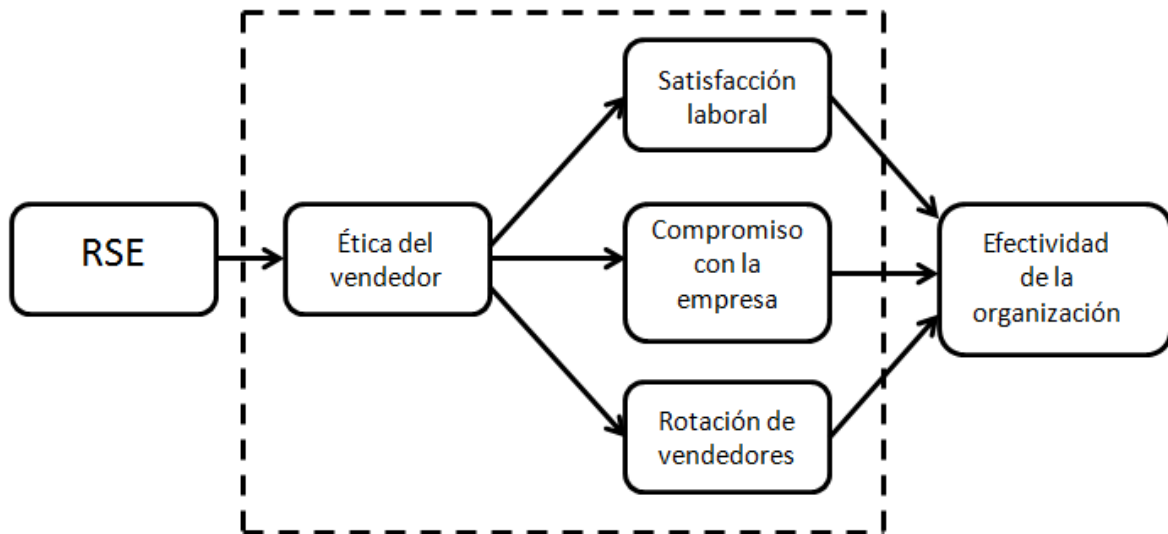 RSE
Ética del
vendedor
Satisfacción
laboral
Compromiso
con la
empresa
Rotación de
vendedores
Efectividad
de la
organización